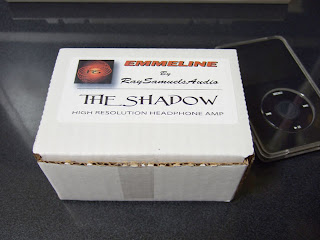 EMMELINE
By
RaySamuelsAudio
THE SHADOW
HIGH RESOLUTION HEADPHONE AMP